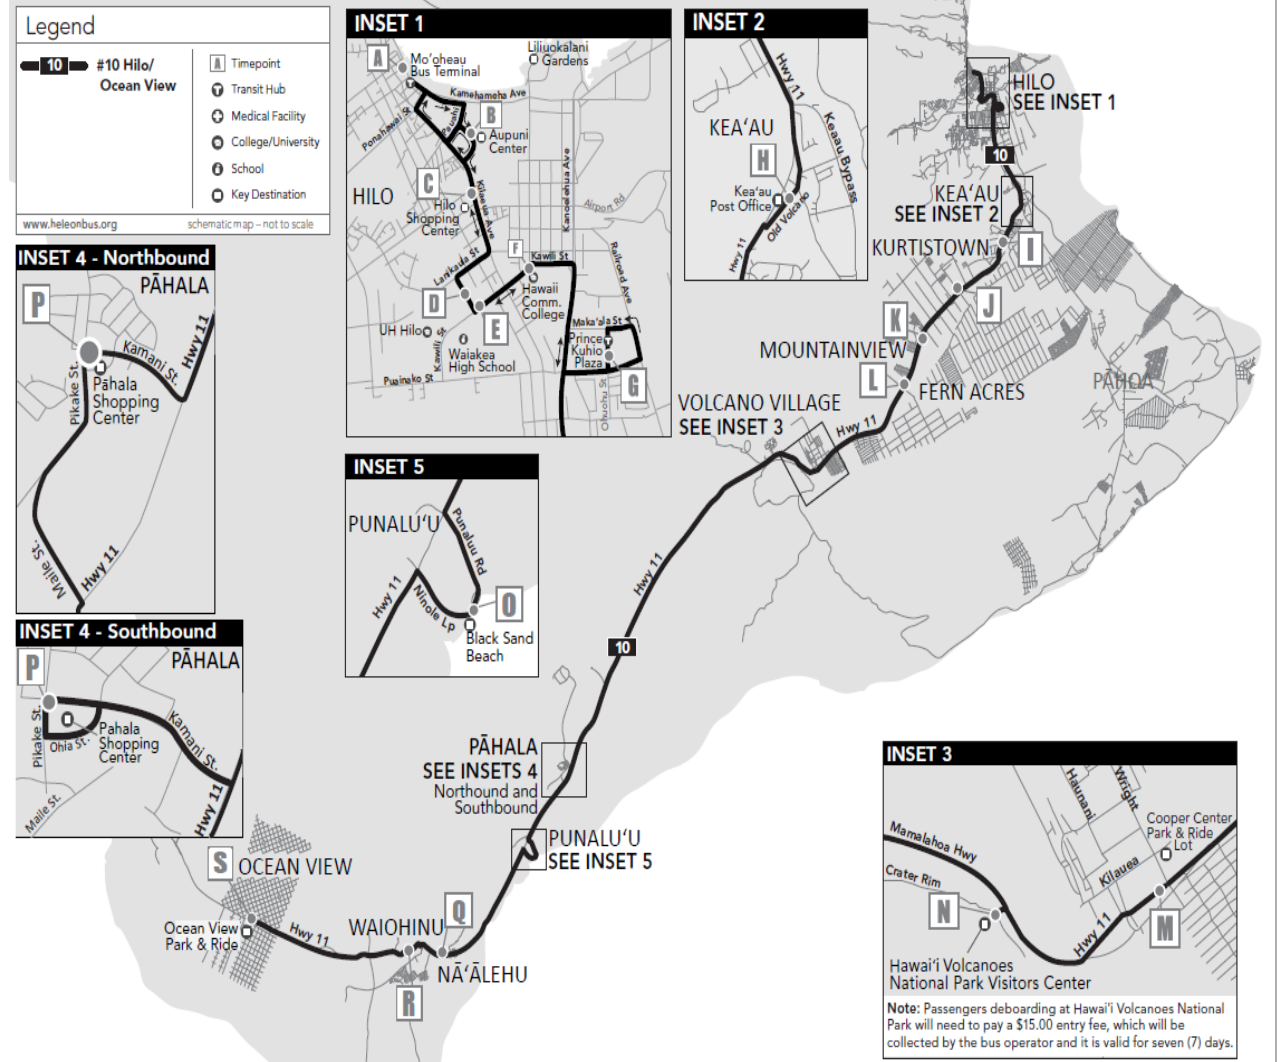 Legend
10
#10 Hilo/
Ocean View
A Timepoint
Transit Hub
Medical Facility
College/University
School
Key Destination
www.heleonbus.org
schematic map – not to scale
INSET 1
A
Mo'oheau
Bus Terminal
Liliuokalani
Gardens
Kamehameha Ave
Ponahawai St
Pauahi
B
Aupuni
Center
C
HILO
Hilo
Shopping
Center
Kilauea Ave
Kanoelehua Ave
Airport Rd
Railroad Ave
F
Kawili St
Lanikaula St
D
E
Hawaii
Comm.
College
UH Hilo
Kawili St
Waiakea
High School
Puainako St
Maka'ala St
Prince
Kuhio
Plaza
G
Ohuohu St
INSET 2
Hwy 11
KEA'AU
Keaau Bypass
H
Kea'au
Post Office
Old Volcano
Hwy 11
HILO
SEE INSET 1
10
KEA'AU
SEE INSET 2
KURTISTOWN
I
J
K
MOUNTAINVIEW
L
FERN ACRES
PĀHOA
VOLCANO VILLAGE
SEE INSET 3
Hwy 11
Hwy 11
10
INSET 4 - Northbound
PĀHALA
P
Kamani St.
Hwy 11
Pikake St.
Pāhala
Shopping
Center
Maile St.
Hwy 11
INSET 4 - Southbound
PĀHALA
P
Pikake St.
Ohia St.
Pahala
Shopping
Center
Kamani St.
Maile St.
Hwy 11
INSET 5
PUNALU'U
Punaluu Rd
Hwy 11
Ninole Lp
O
Black Sand
Beach
PĀHALA
SEE INSETS 4
Northound and
Southbound
PUNALU'U
SEE INSET 5
S
OCEAN VIEW
Ocean View
Park & Ride
Hwy 11
WAIOHINU
Q
NĀ'ĀLEHU
R
INSET 3
Haunani
Wright
Mamalahoa Hwy
Cooper Center
Park & Ride
Lot
Crater Rim
Kilauea
N
Hwy 11
M
Hawai'i Volcanoes
National Park Visitors Center
Note: Passengers deboarding at Hawai'i Volcanoes National
Park will need to pay a $15.00 entry fee, which will be
collected by the bus operator and it is valid for seven (7) days.